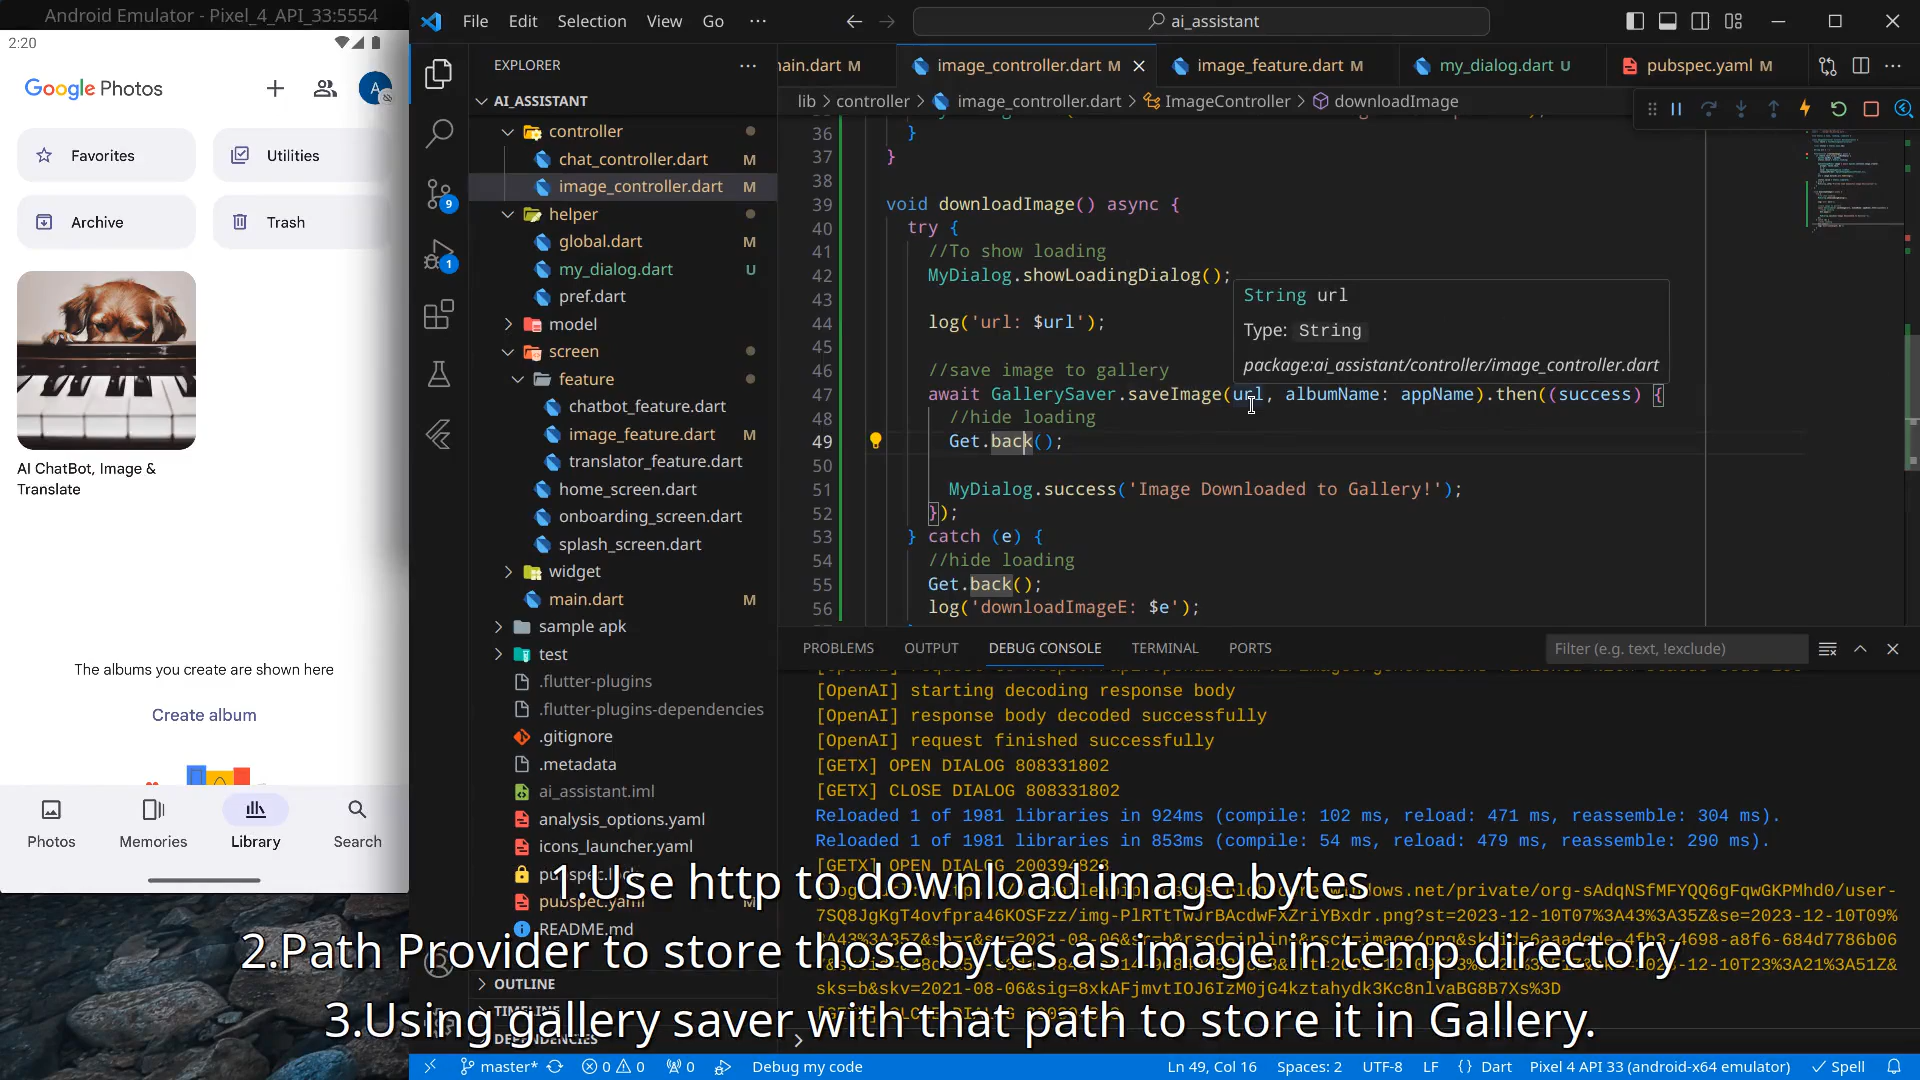 Android Emulator - Pixel_4_API_33:5554
2:20
Google Photos
A
Favorites
Utilities
Archive
Trash
AI ChatBot, Image &
Translate
The albums you create are shown here
Create album
Photos
Memories
Library
Search
File
Edit
Selection
View
Go
ai_assistant
EXPLORER
AI_ASSISTANT
controller
chat_controller.dart M
image_controller.dart M
helper
global.dart M
my_dialog.dart U
pref.dart
model
screen
feature
chatbot_feature.dart
image_feature.dart M
translator_feature.dart
home_screen.dart
onboarding_screen.dart
splash_screen.dart
widget
main.dart M
sample apk
test
.flutter-plugins
.flutter-plugins-dependencies
.gitignore
.metadata
ai_assistant.iml
analysis_options.yaml
icons_launcher.yaml
pubspec.yaml
README.md
OUTLINE
TIMELINE
DEPENDENCIES
9
1
ain.dart M
image_controller.dart M
image_feature.dart M
my_dialog.dart U
pubspec.yaml M
lib > controller > image_controller.dart > ImageController > downloadImage
36 }
37 }
38
39 void downloadImage() async {
40 try {
41 //To show loading
42 MyDialog.showLoadingDialog();
43
44 log('url: $url');
45
46 //save image to gallery
47 await GallerySaver.saveImage(url, albumName: appName).then((success) {
48 //hide loading
49 Get.back();
50
51 MyDialog.success('Image Downloaded to Gallery!');
52 });
53 } catch (e) {
54 //hide loading
55 Get.back();
56 log('downloadImageE: $e');
String url
Type: String
package:ai_assistant/controller/image_controller.dart
PROBLEMS
OUTPUT
DEBUG CONSOLE
TERMINAL
PORTS
Filter (e.g. text, !exclude)
[OpenAI] starting decoding response body
[OpenAI] response body decoded successfully
[OpenAI] request finished successfully
[GETX] OPEN DIALOG 808331802
[GETX] CLOSE DIALOG 808331802
Reloaded 1 of 1981 libraries in 924ms (compile: 102 ms, reload: 471 ms, reassemble: 304 ms).
Reloaded 1 of 1981 libraries in 853ms (compile: 54 ms, reload: 479 ms, reassemble: 290 ms).
[GETX] OPEN DIALOG
1.Use http to download image bytes
2.Path Provider to store those bytes as image in temp directory
3.Using gallery saver with that path to store it in Gallery.
master*
0 0
0
Debug my code
Ln 49, Col 16
Spaces: 2
UTF-8
LF
{ } Dart
Pixel 4 API 33 (android-x64 emulator)
Spell